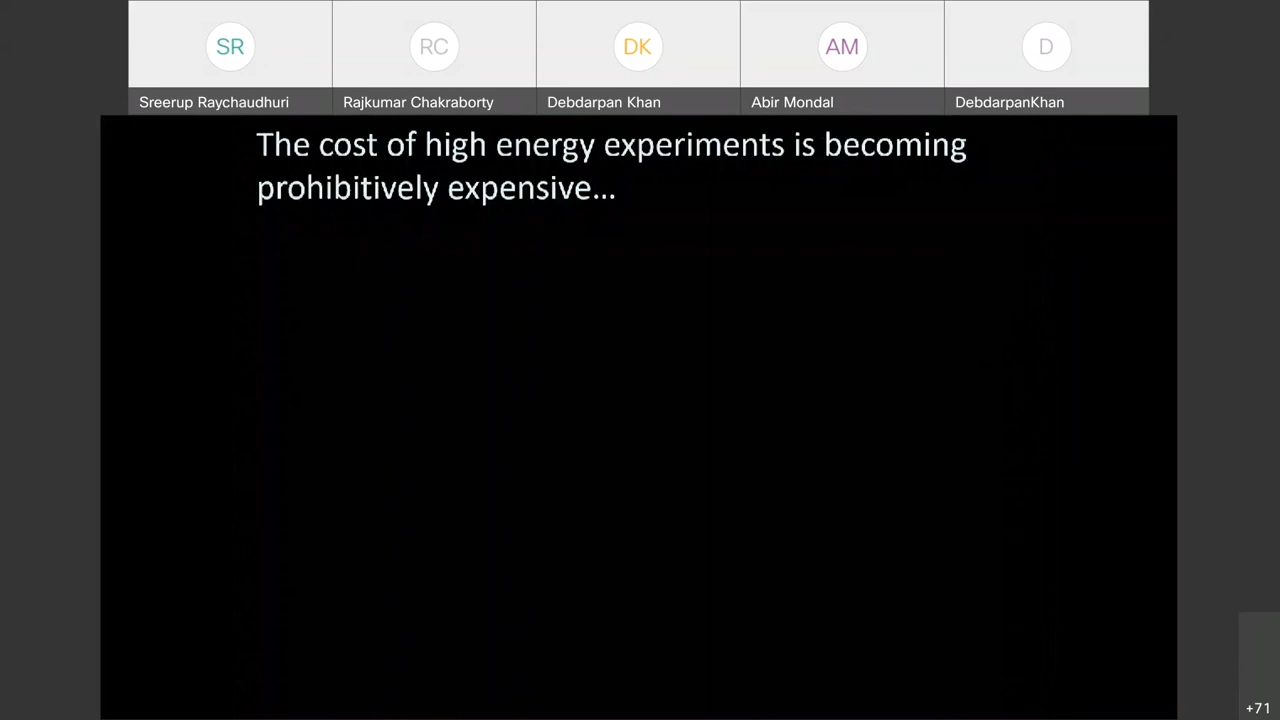 SR
RC
DK
AM
D
Sreerup Raychaudhuri
Rajkumar Chakraborty
Debdarpan Khan
Abir Mondal
DebdarpanKhan
The cost of high energy experiments is becoming
prohibitively expensive...
+71